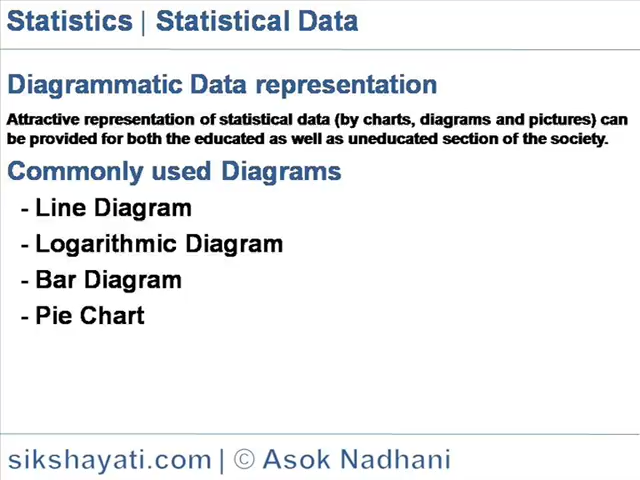 Statistics | Statistical Data
Diagrammatic Data representation
Attractive representation of statistical data (by charts, diagrams and pictures) can
be provided for both the educated as well as uneducated section of the society.
Commonly used Diagrams
- Line Diagram
- Logarithmic Diagram
- Bar Diagram
- Pie Chart
sikshayati.com | © Asok Nadhani